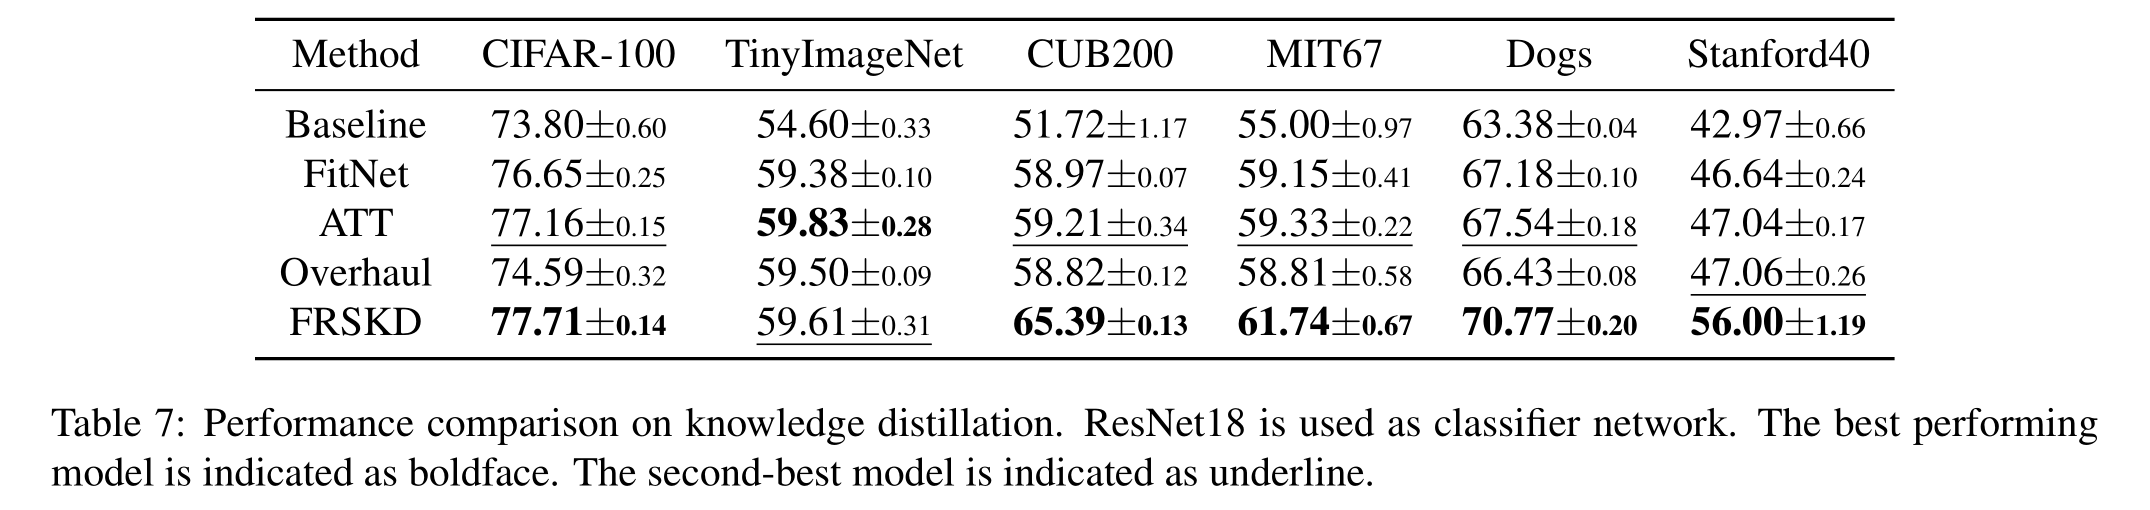 Method CIFAR-100 TinyImageNet CUB200 MIT67 Dogs Stanford40
Baseline 73.80±0.60 54.60±0.33 51.72±1.17 55.00±0.97 63.38±0.04 42.97±0.66
FitNet 76.65±0.25 59.38±0.10 58.97±0.07 59.15±0.41 67.18±0.10 46.64±0.24
ATT 77.16±0.15 59.83±0.28 59.21±0.34 59.33±0.22 67.54±0.18 47.04±0.17
Overhaul 74.59±0.32 59.50±0.09 58.82±0.12 58.81±0.58 66.43±0.08 47.06±0.26
FRSKD 77.71±0.14 59.61±0.31 65.39±0.13 61.74±0.67 70.77±0.20 56.00±1.19
Table 7: Performance comparison on knowledge distillation. ResNet18 is used as classifier network. The best performing
model is indicated as boldface. The second-best model is indicated as underline.